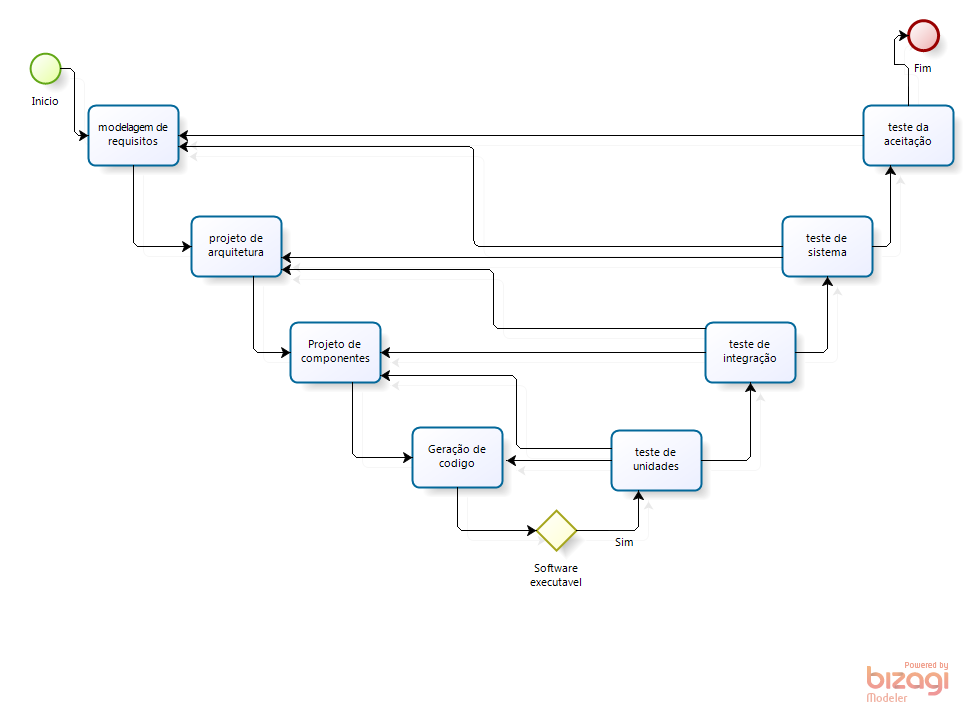 Inicio
Fim
modelagem de
requisitos
teste da
aceitação
projeto de
arquitetura
teste de
sistema
Projeto de
componentes
teste de
integração
Geração de
codigo
teste de
unidades
Sim
Software
executavel
Powered by
bizagi
Modeler